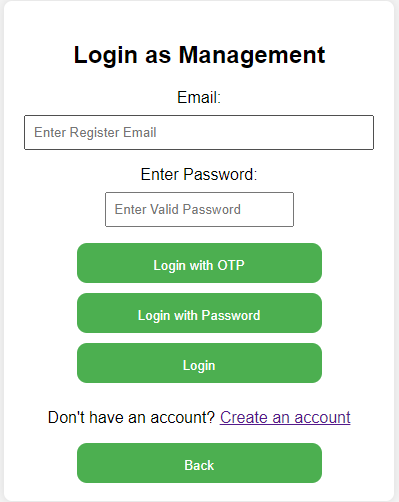 Login as Management
Email:
Enter Register Email
Enter Password:
Enter Valid Password
Login with OTP
Login with Password
Login
Don't have an account? Create an account
Back